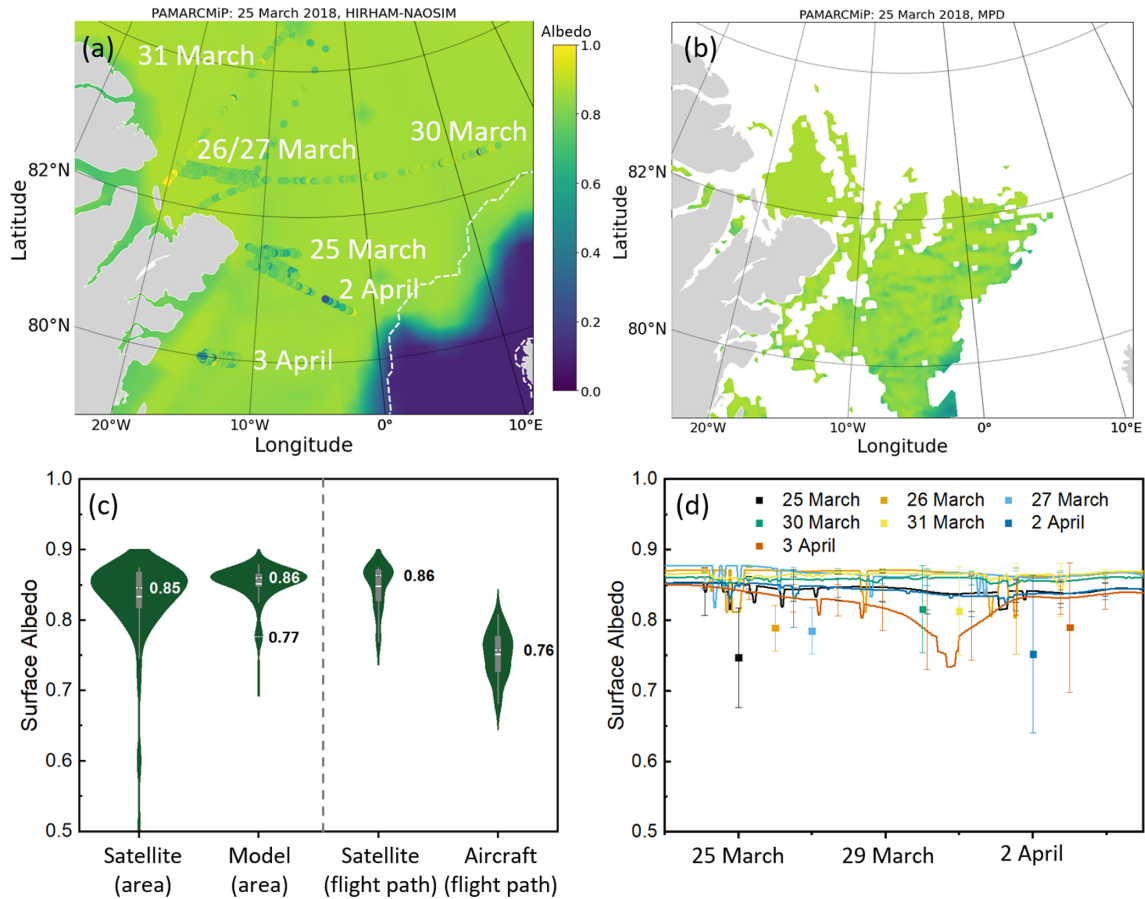 PAMARCMiP: 25 March 2018, HIRHAM-NAOSIM
(a)
31 March
30 March
26/27 March
25 March
2 April
3 April
82°N
80°N
Latitude
20°W
10°W
0°
10°E
Longitude
Albedo
1.0
0.8
0.6
0.4
0.2
0.0
PAMARCMiP: 25 March 2018, MPD
(b)
82°N
80°N
Latitude
20°W
10°W
0°
10°E
Longitude
(c)
1.0
0.9
0.8
0.7
0.6
0.5
Surface Albedo
0.85
0.86
0.77
0.86
0.76
Satellite
(area)
Model
(area)
Satellite
(flight path)
Aircraft
(flight path)
(d)
25 March
26 March
27 March
30 March
31 March
2 April
3 April
1.0
0.9
0.8
0.7
0.6
0.5
Surface Albedo
25 March
29 March
2 April